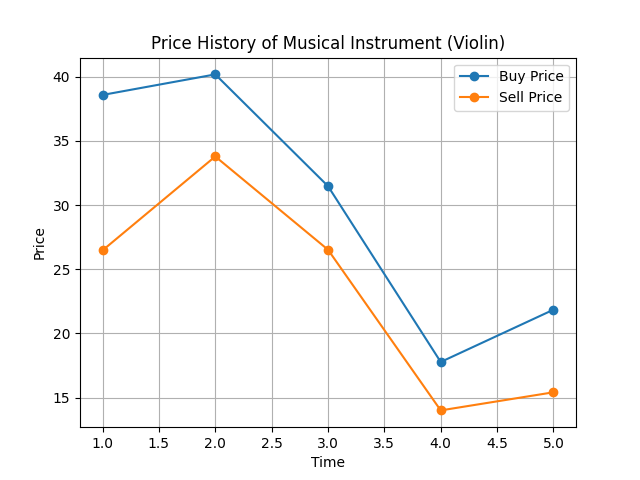 Price History of Musical Instrument (Violin)
Buy Price
Sell Price
Price
40
35
30
25
20
15
1.0 1.5 2.0 2.5 3.0 3.5 4.0 4.5 5.0
Time